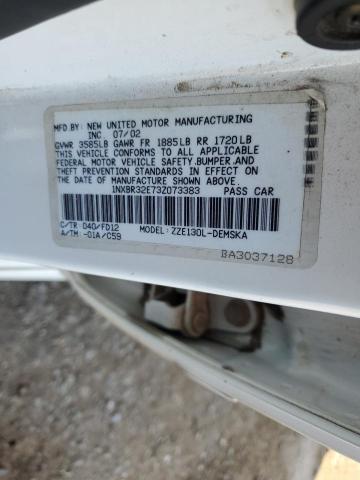 MFD.BY: NEW UNITED MOTOR MANUFACTURING
INC 07/02
GVWR 3585LB GAWR FR 1885LB RR 1720LB
THIS VEHICLE CONFORMS TO ALL APPLICABLE
FEDERAL MOTOR VEHICLE SAFETY,BUMPER,AND
THEFT PREVENTION STANDARDS IN EFFECT ON
THE DATE OF MANUFACTURE SHOWN ABOVE.
1NXBR32E73Z073383 PASS CAR
C/TR: 040/FD12 MODEL: ZZE130L-DEMSKA
A/TM: -01A/C59
BA3037128